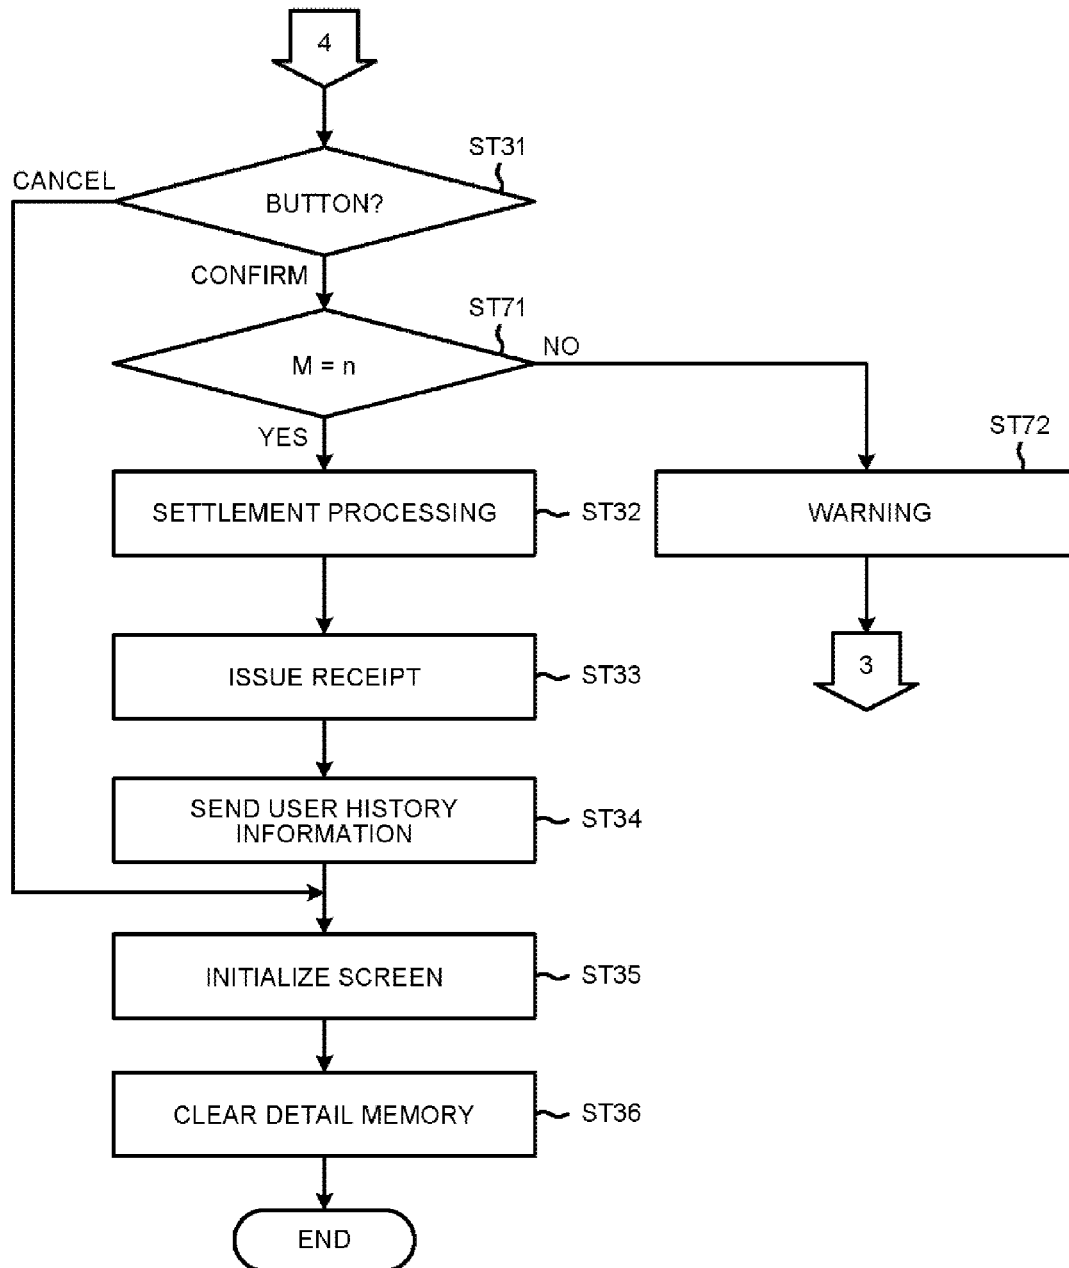 4
ST31
CANCEL
BUTTON?
CONFIRM
ST71
M = n
NO
YES
ST72
SETTLEMENT PROCESSING
ST32
WARNING
ISSUE RECEIPT
ST33
3
SEND USER HISTORY
INFORMATION
ST34
INITIALIZE SCREEN
ST35
CLEAR DETAIL MEMORY
ST36
END